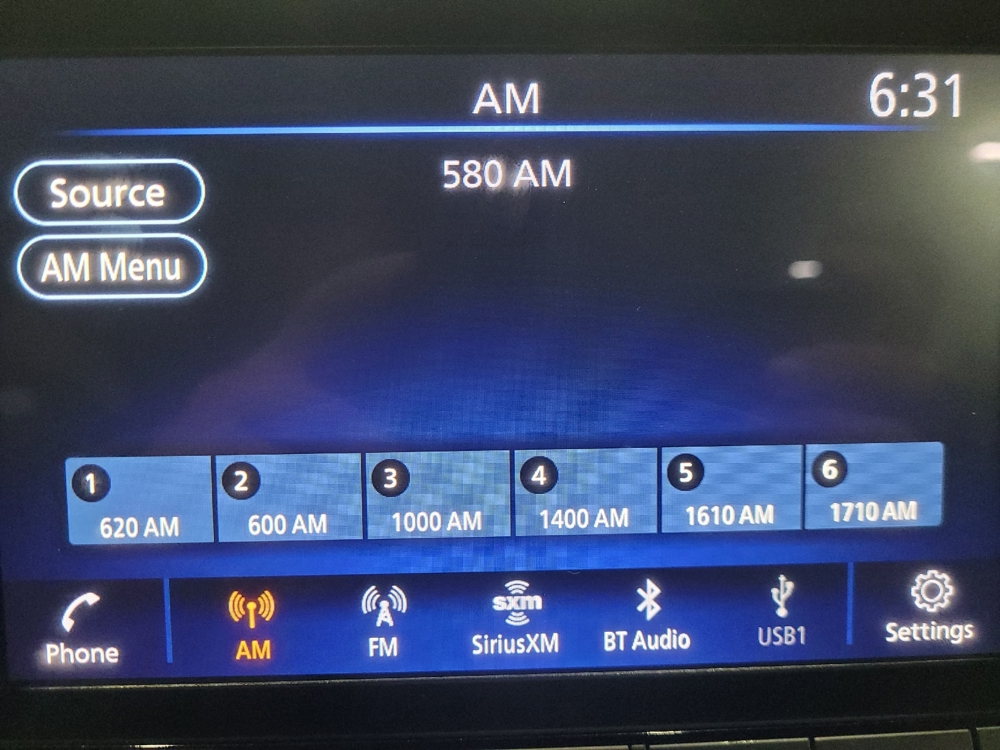 AM
6:31
580 AM
Source
AM Menu
1
620 AM
2
600 AM
3
1000 AM
4
1400 AM
5
1610 AM
6
1710 AM
Phone
AM
FM
sxm
SiriusXM
BT Audio
USB1
Settings